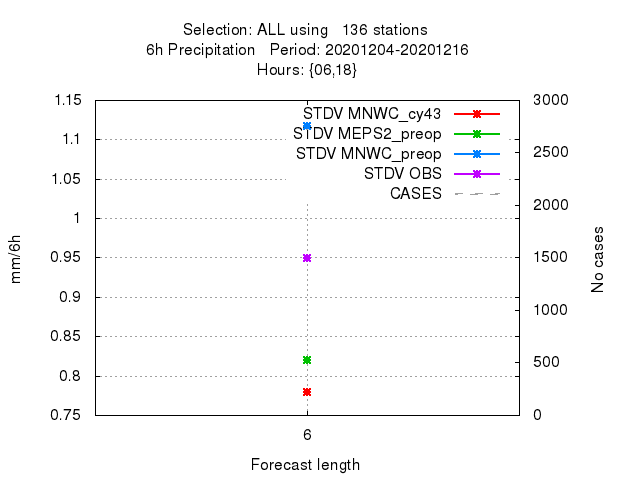 Selection: ALL using   136 stations
6h Precipitation   Period: 20201204-20201216
Hours: {06,18}
1.15
1.1
1.05
1
0.95
0.9
0.85
0.8
0.75
mm/6h
STDV MNWC_cy43
STDV MEPS2_preop
STDV MNWC_preop
STDV OBS
CASES
3000
2500
2000
1500
1000
500
0
No cases
6
Forecast length